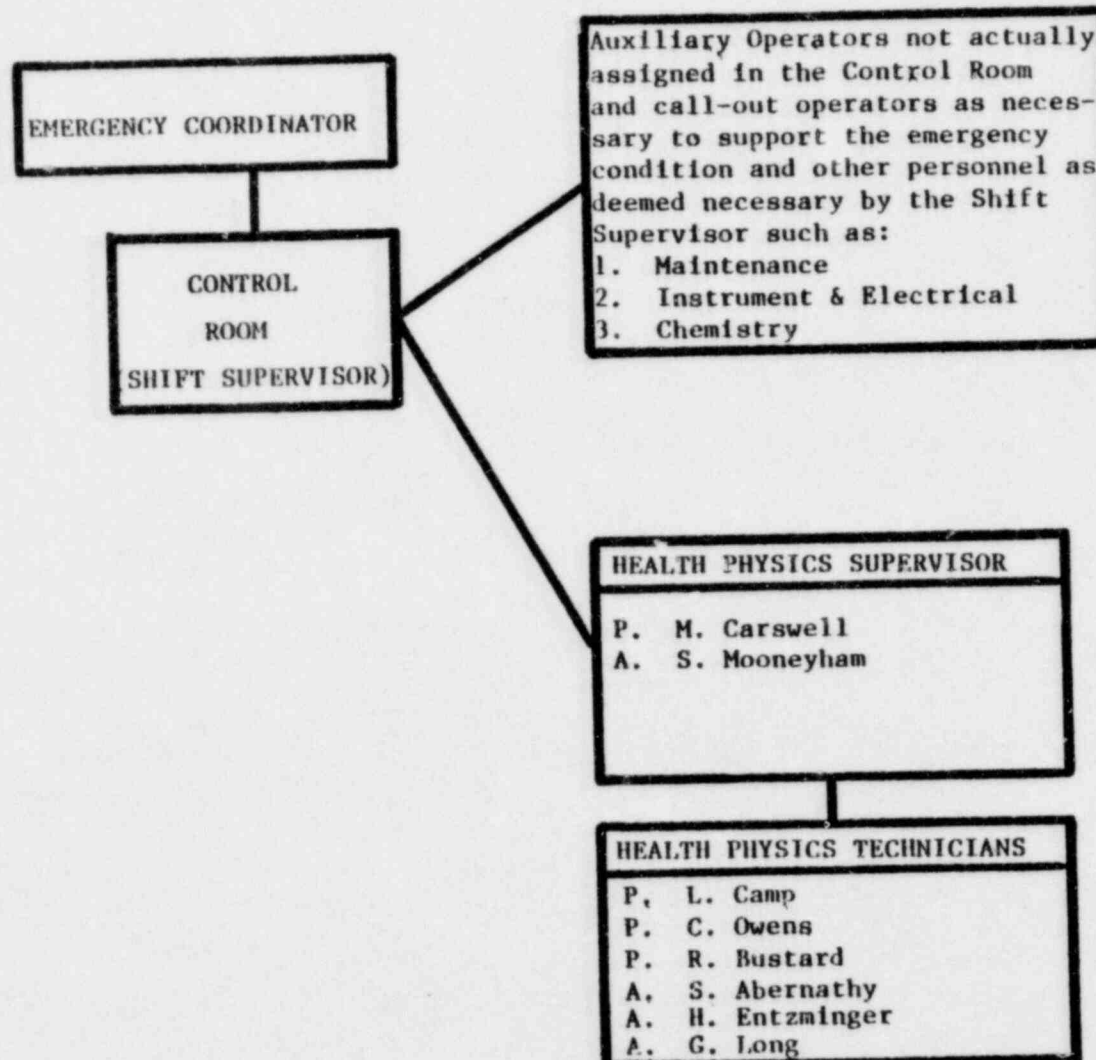 EMERGENCY COORDINATOR
CONTROL
ROOM
(SHIFT SUPERVISOR)
Auxiliary Operators not actually
assigned in the Control Room
and call-out operators as neces-
sary to support the emergency
condition and other personnel as
deemed necessary by the Shift
Supervisor such as:
1. Maintenance
2. Instrument & Electrical
3. Chemistry
HEALTH PHYSICS SUPERVISOR
P. M. Carswell
A. S. Mooneyham
HEALTH PHYSICS TECHNICIANS
P. L. Camp
P. C. Owens
P. R. Bustard
A. S. Abernathy
A. H. Entzminger
A. G. Long